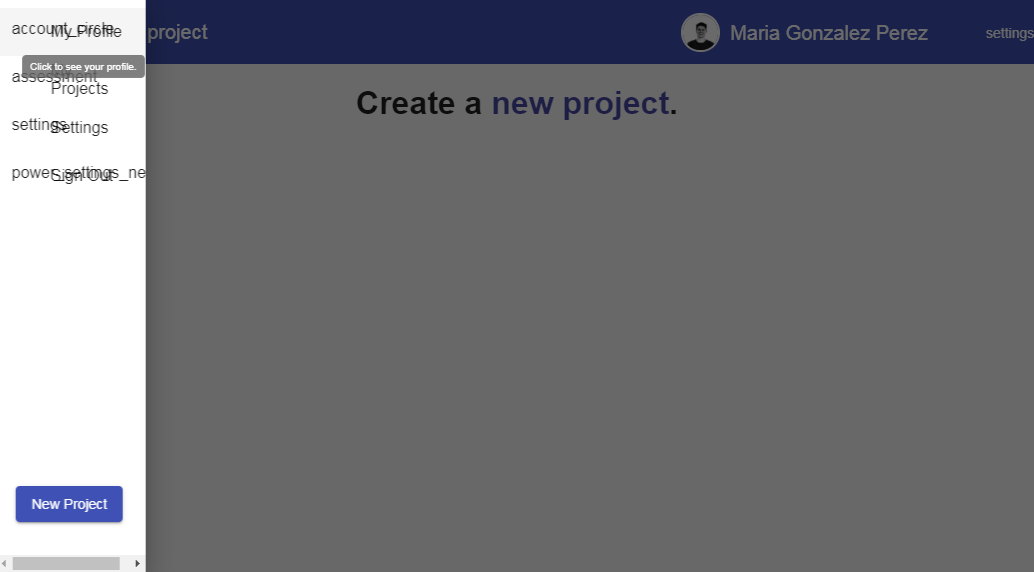 account_circle My Profile
project
Maria Gonzalez Perez
settings
Click to see your profile.
assessment
Projects
settings Settings
power_settings_ne Sign Out
Create a new project.
New Project